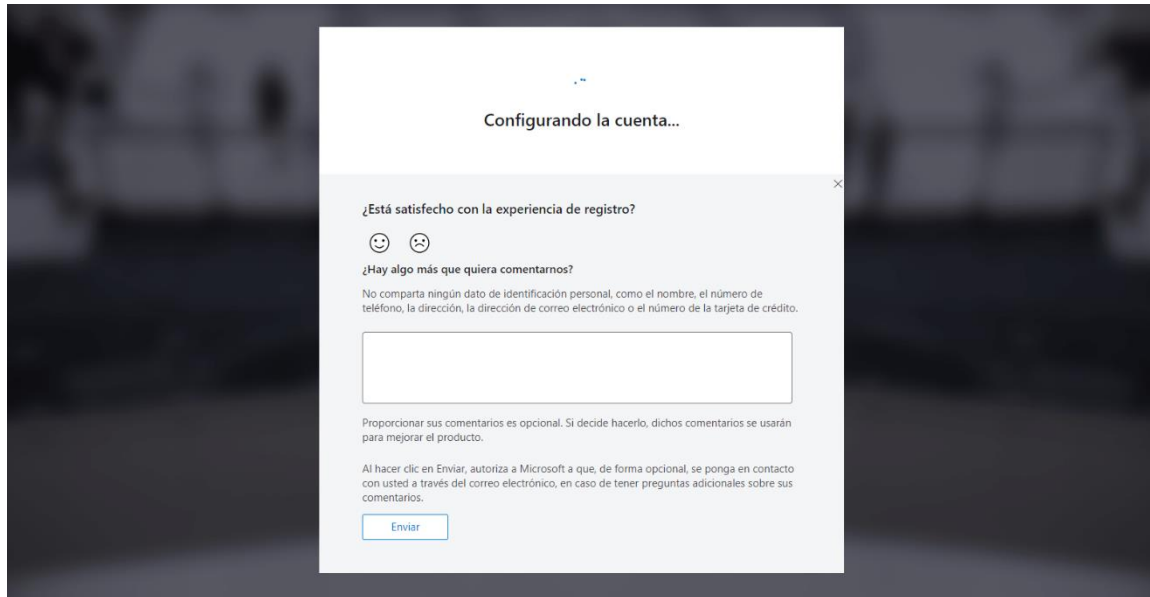 Configurando la cuenta...
¿Está satisfecho con la experiencia de registro?
¿Hay algo más que quiera comentarnos?
No comparta ningún dato de identificación personal, como el nombre, el número de
teléfono, la dirección, la dirección de correo electrónico o el número de la tarjeta de crédito.
Proporcionar sus comentarios es opcional. Si decide hacerlo, dichos comentarios se usarán
para mejorar el producto.
Al hacer clic en Enviar, autoriza a Microsoft a que, de forma opcional, se ponga en contacto
con usted a través del correo electrónico, en caso de tener preguntas adicionales sobre sus
comentarios.
Enviar